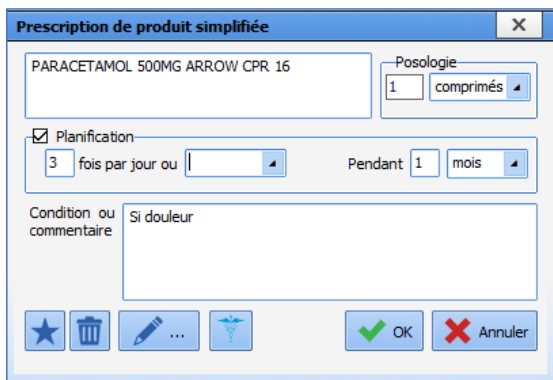 Prescription de produit simplifiée
X
PARACETAMOL 500MG ARROW CPR 16
Posologie
1 comprimés
Planification
3 fois par jour ou
Pendant 1 mois
Condition ou
commentaire
Si douleur
...
OK
Annuler